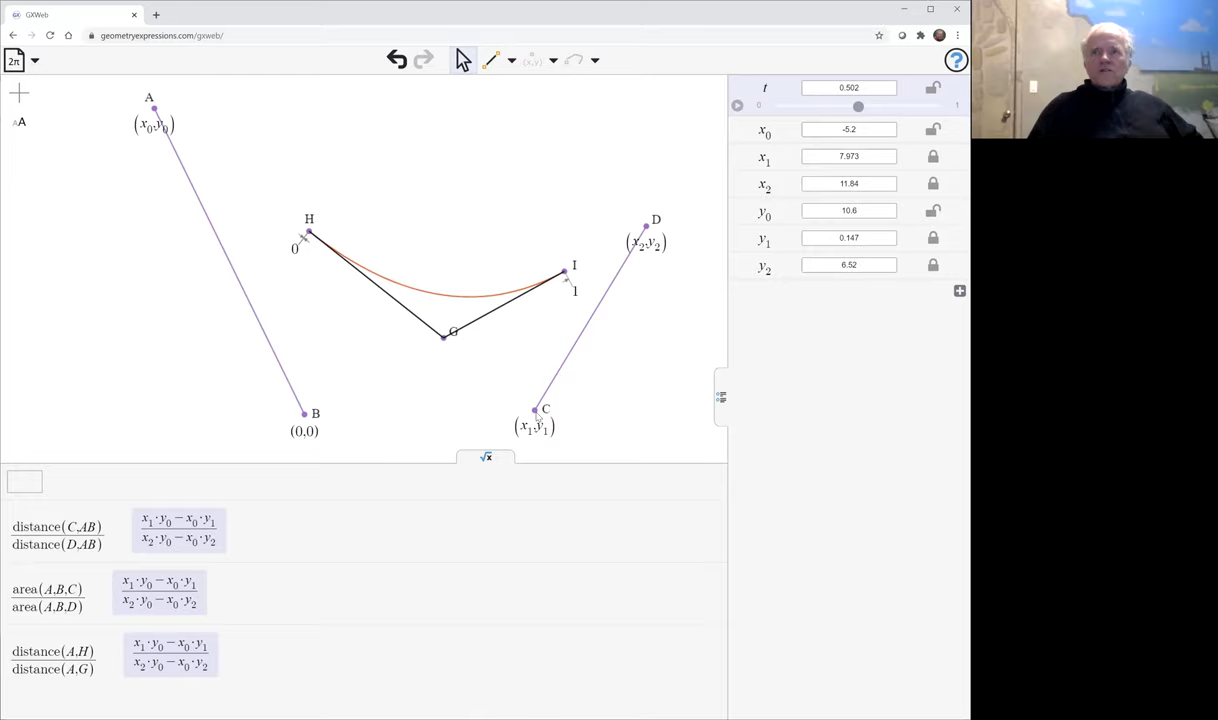 GXWeb
geometryexpressions.com/gxweb/
2π
(x,y)
?
AA
A
(x₀,y₀)
H
0
G
I
1
D
(x₂,y₂)
B
(0,0)
C
(x₁,y₁)
t 0.502
0 1
x₀ -5.2
x₁ 7.973
x₂ 11.84
y₀ 10.6
y₁ 0.147
y₂ 6.52
√x
distance(C,AB)
distance(D,AB)
x₁·y₀−x₀·y₁
x₂·y₀−x₀·y₂
area(A,B,C)
area(A,B,D)
x₁·y₀−x₀·y₁
x₂·y₀−x₀·y₂
distance(A,H)
distance(A,G)
x₁·y₀−x₀·y₁
x₂·y₀−x₀·y₂